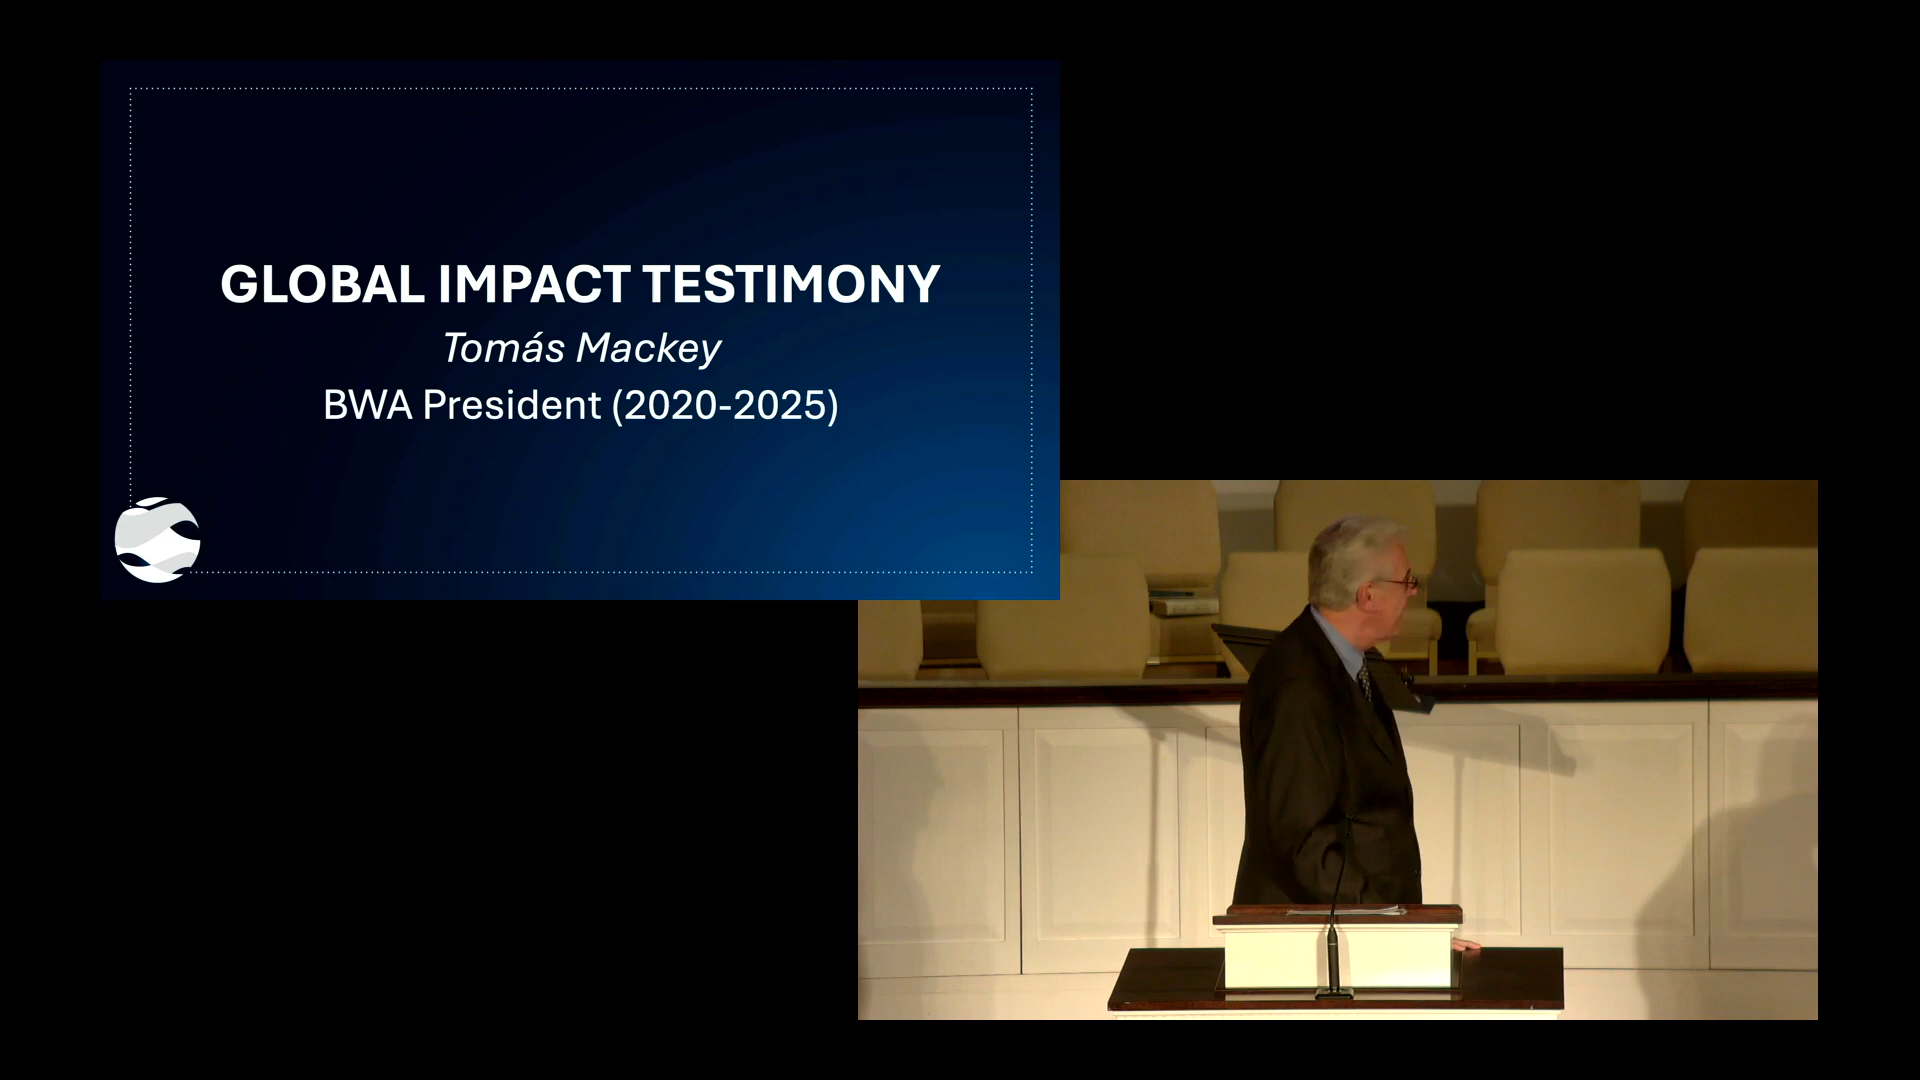 GLOBAL IMPACT TESTIMONY
Tomás Mackey
BWA President (2020-2025)